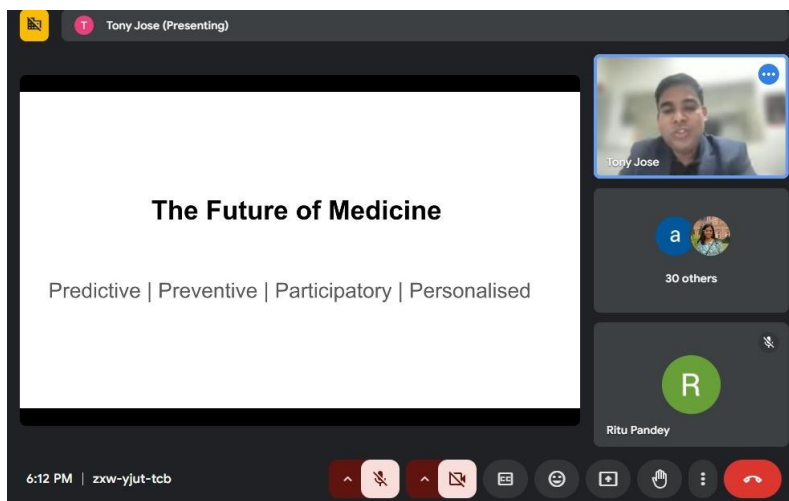 T Tony Jose (Presenting)
The Future of Medicine
Predictive | Preventive | Participatory | Personalised
Tony Jose
a
30 others
R
Ritu Pandey
6:12 PM | zxw-yjut-tcb
CC